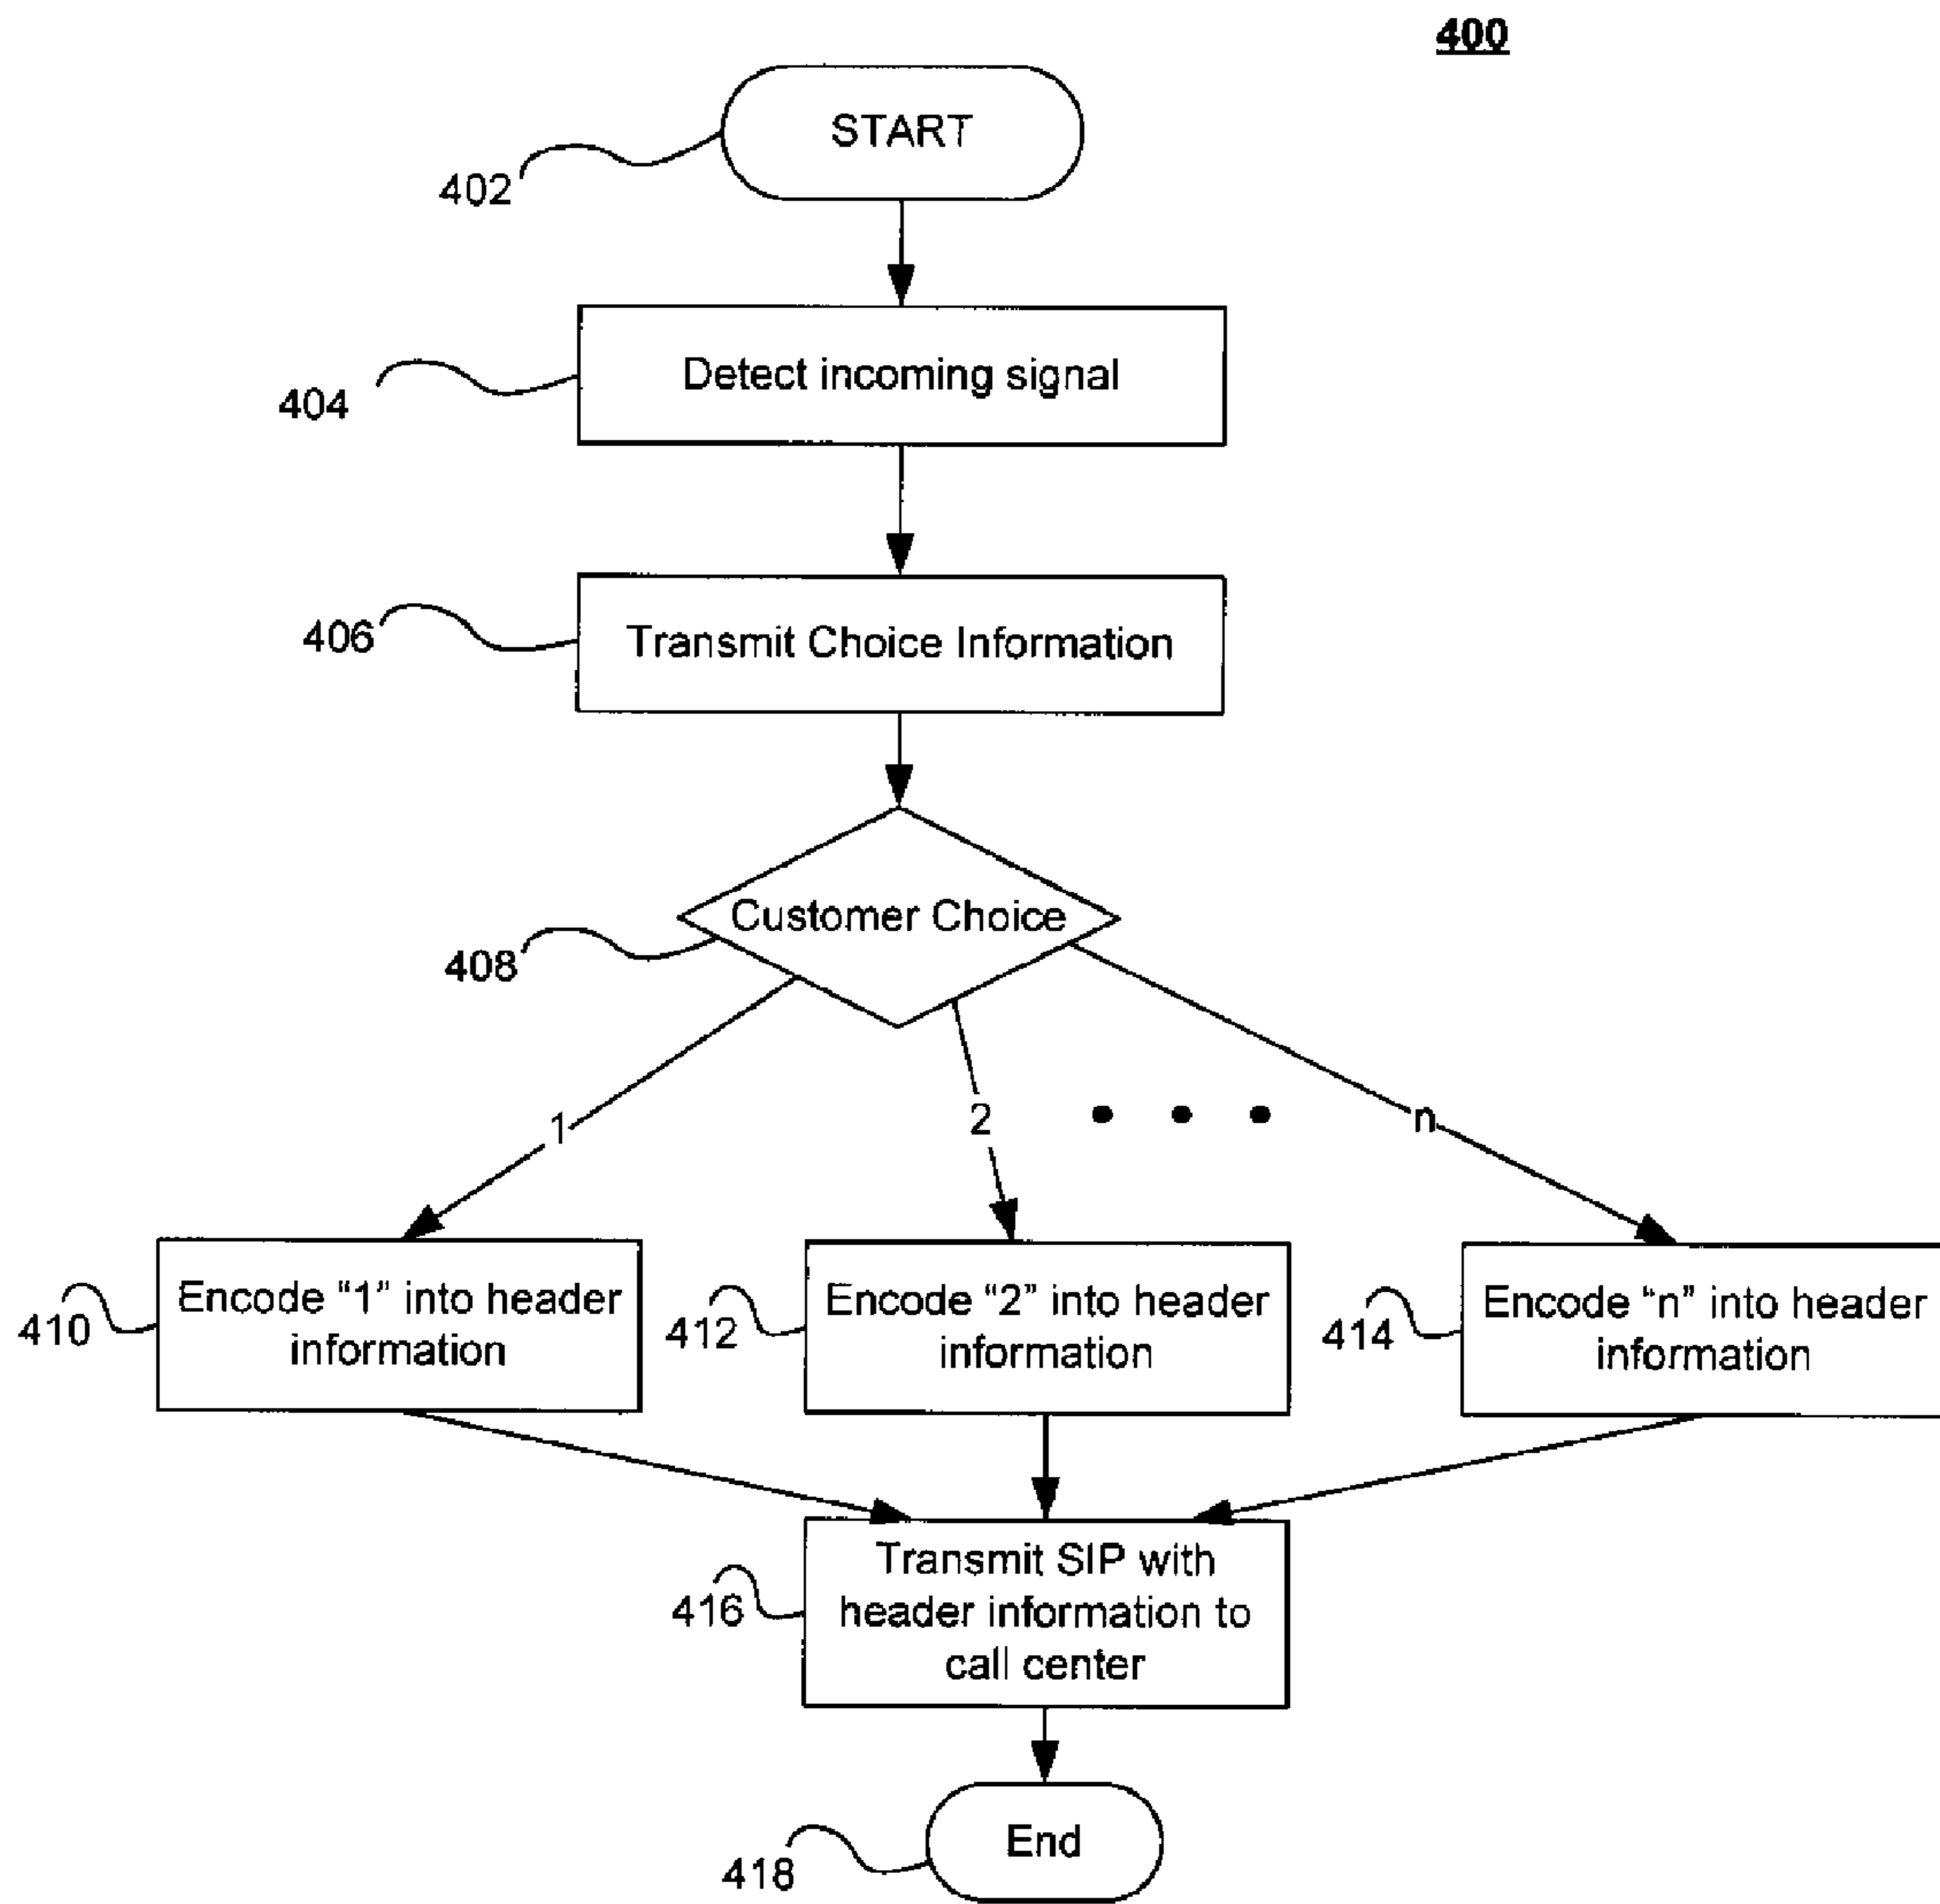 400
START
402
Detect incoming signal
404
Transmit Choice Information
406
Customer Choice
408
1
2
n
Encode “1” into header
information
410
Encode “2” into header
information
412
Encode “n” into header
information
414
Transmit SIP with
header information to
call center
416
End
418